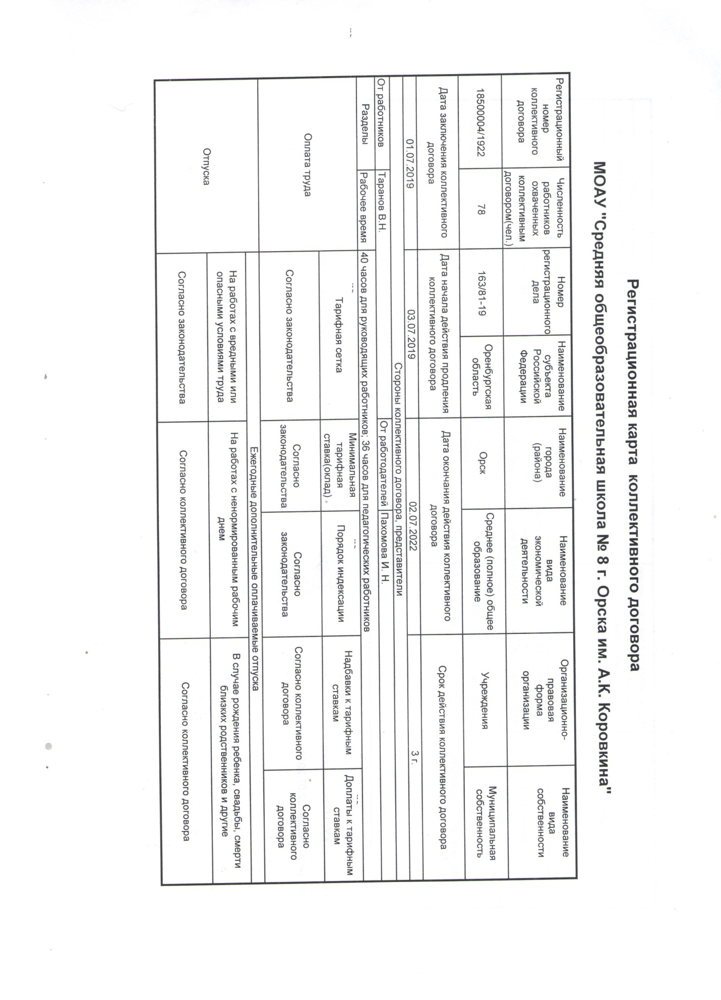 Регистрационная карта коллективного договора
МОАУ "Средняя общеобразовательная школа № 8 г. Орска им. А.К. Коровкина"
Регистрационный
номер
коллективного
договора
Численность
работников
охваченных
коллективным
договором(чел.)
Номер
регистрационного
дела
Наименование
субъекта
Российской
Федерации
Наименование
города
(района)
Наименование
вида
экономической
деятельности
Организационно-
правовая
форма
организации
Наименование
вида
собственности
18500004/1922
78
163/81-19
Оренбургская
область
Орск
Среднее (полное) общее
образование
Учреждения
Муниципальная
собственность
Дата заключения коллективного
договора
Дата начала действия продления
коллективного договора
Дата окончания действия коллективного
договора
Срок действия коллективного договора
01.07.2019
03.07.2019
02.07.2022
3 г.
Стороны коллективного договора, представители
От работников
Таранов В.Н.
От работодателей
Пахомова И. Н.
Разделы
Рабочее время
40 часов для руководящих работников; 36 часов для педагогических работников
Оплата труда
Тарифная сетка
Минимальная
тарифная
ставка(оклад)
Порядок индексации
Надбавки к тарифным
ставкам
Доплаты к тарифным
ставкам
Согласно законодательства
Согласно
законодательства
Согласно
законодательства
Согласно коллективного
договора
Согласно
коллективного
договора
Отпуска
Ежегодные дополнительные оплачиваемые отпуска
На работах с вредными или
опасными условиями труда
На работах с ненормированным рабочим
днем
В случае рождения ребенка, свадьбы, смерти
близких родственников и другие
Согласно законодательства
Согласно коллективного договора
Согласно коллективного договора